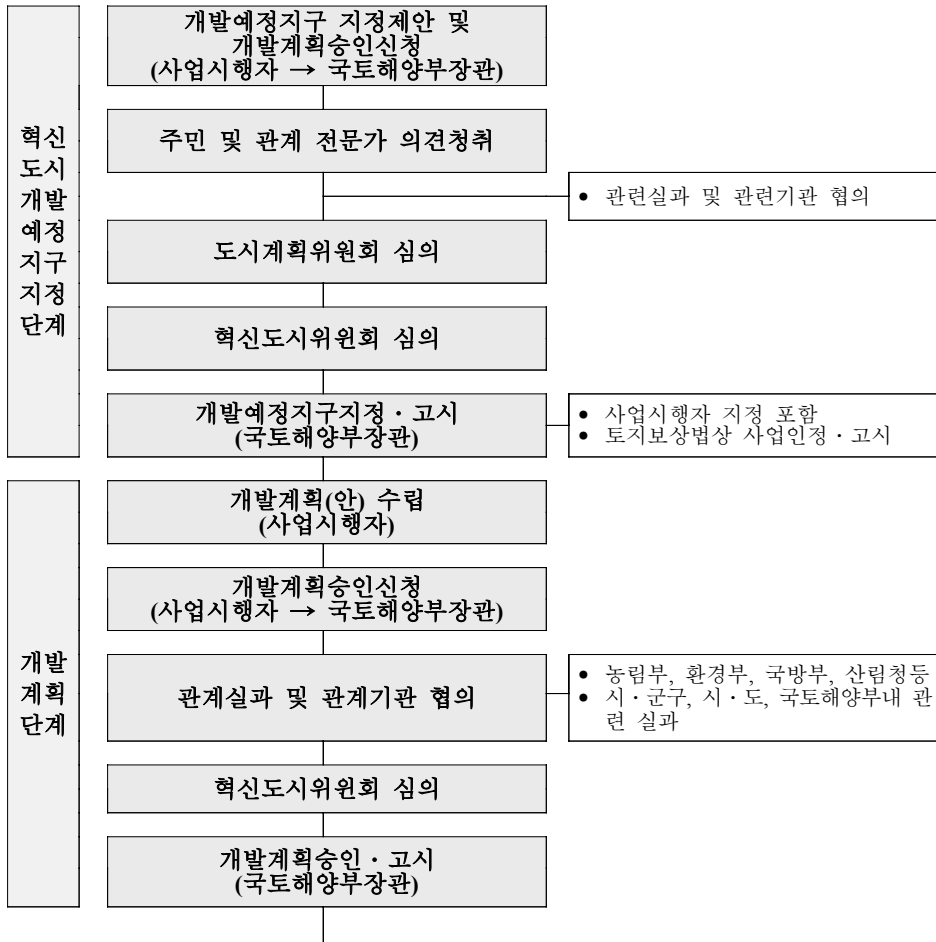 혁신
도시
개발
예정
지구
지정
단계
개발예정지구 지정제안 및
개발계획승인신청
(사업시행자 → 국토해양부장관)
주민 및 관계 전문가 의견청취
• 관련실과 및 관련기관 협의
도시계획위원회 심의
혁신도시위원회 심의
개발예정지구지정 · 고시
(국토해양부장관)
• 사업시행자 지정 포함
• 토지보상법상 사업인정 · 고시
개발
계획
단계
개발계획(안) 수립
(사업시행자)
개발계획승인신청
(사업시행자 → 국토해양부장관)
관계실과 및 관계기관 협의
• 농림부, 환경부, 국방부, 산림청등
• 시 · 군구, 시 · 도, 국토해양부내 관
련 실과
혁신도시위원회 심의
개발계획승인 · 고시
(국토해양부장관)